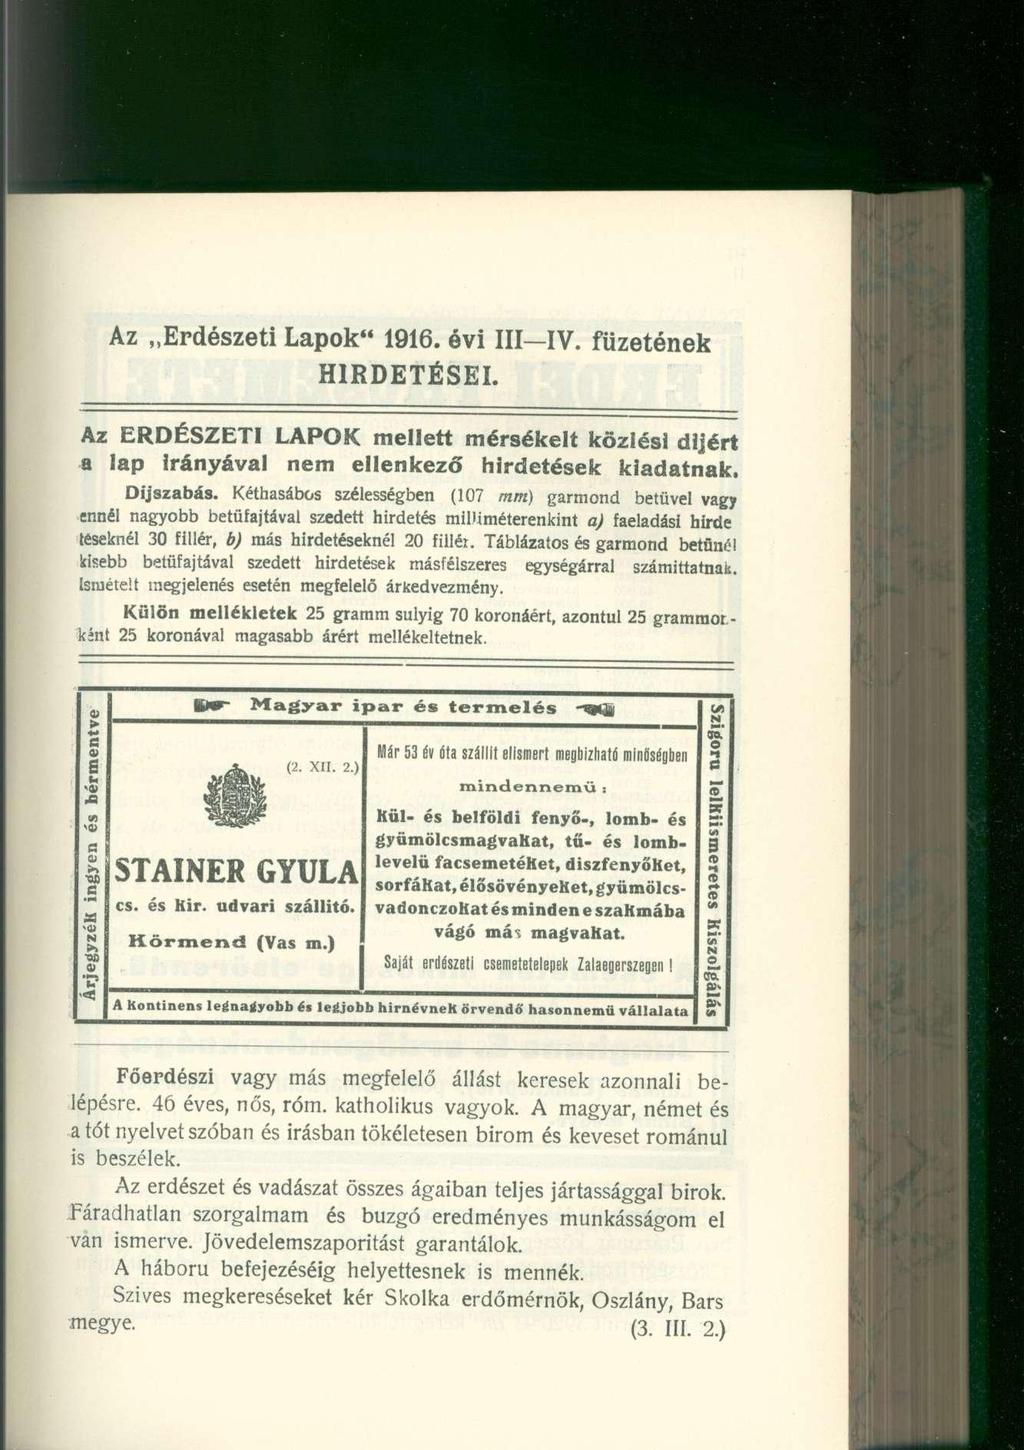 Az „Erdészeti Lapok“ 1916. évi III—IV. füzetének
HIRDETÉSEI.
Az ERDÉSZETI LAPOK mellett mérsékelt közlési dijért
a lap irányával nem ellenkező hirdetések kiadatnak.
Dijszabás. Kéthasábos szélességben (107 mm) garmond betüvel vagy
ennél nagyobb betüfajtával szedett hirdetés milliméterenkint a) faeladási hirde
téseknél 30 fillér, b) más hirdetéseknél 20 fillér. Táblázatos és garmond betünél
kisebb betüfajtával szedett hirdetések másfélszeres egységárral számittatnak.
Ismételt megjelenés esetén megfelelő árkedvezmény.
Külön mellékletek 25 gramm sulyig 70 koronáért, azontul 25 grammon-
ként 25 koronával magasabb árért mellékeltetnek.
Árjegyzék ingyen és bérmentve
Magyar ipar és termelés
(2. XII. 2.)
STAINER GYULA
cs. és kir. udvari szállitó.
Körmend (Vas m.)
Már 53 év óta szállit elismert megbizható minőségben
mindennemü:
Kül- és belföldi fenyő-, lomb- és
gyümölcsmagvakat, tű- és lomb-
levelü facsemetéket, diszfenyőket,
sorfákat, élősövényeket, gyümölcs-
vadonczokat és minden e szakmába
vágó más magvakat.
Saját erdészeti csemetetelepek Zalaegerszegen!
Szigoru lelkiismeretes kiszolgálás
A kontinens legnagyobb és legjobb hirnévnek örvendő hasonnemü vállalata
Főerdészi vagy más megfelelő állást keresek azonnali be-
lépésre. 46 éves, nős, róm. katholikus vagyok. A magyar, német és
a tót nyelvet szóban és irásban tökéletesen birom és keveset románul
is beszélek.
Az erdészet és vadászat összes ágaiban teljes jártassággal birok.
Fáradhatlan szorgalmam és buzgó eredményes munkásságom el
van ismerve. Jövedelemszaporitást garantálok.
A háboru befejezéséig helyettesnek is mennék.
Szives megkereséseket kér Skolka erdőmérnök, Oszlány, Bars
megye. (3. III. 2.)